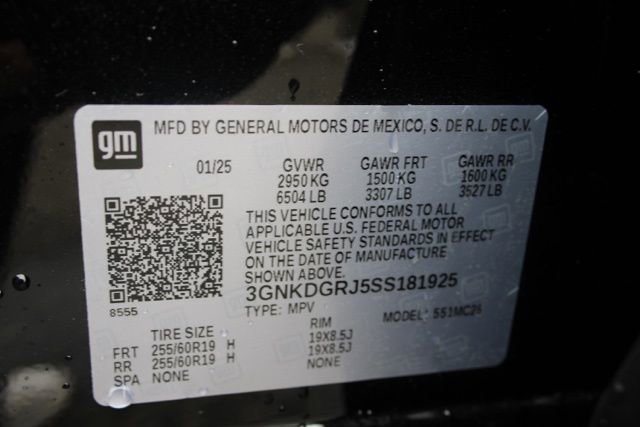 gm MFD BY GENERAL MOTORS DE MEXICO, S. DE R.L. DE C.V.
01/25 GVWR GAWR FRT GAWR RR
2950 KG 1500 KG 1600 KG
6504 LB 3307 LB 3527 LB
THIS VEHICLE CONFORMS TO ALL
APPLICABLE U.S. FEDERAL MOTOR
VEHICLE SAFETY STANDARDS IN EFFECT
ON THE DATE OF MANUFACTURE
SHOWN ABOVE.
3GNKDGRJ5SS181925
8555 TYPE: MPV MODEL: 551MC26
TIRE SIZE RIM
FRT 255/60R19 H 19X8.5J
RR 255/60R19 H 19X8.5J
SPA NONE NONE